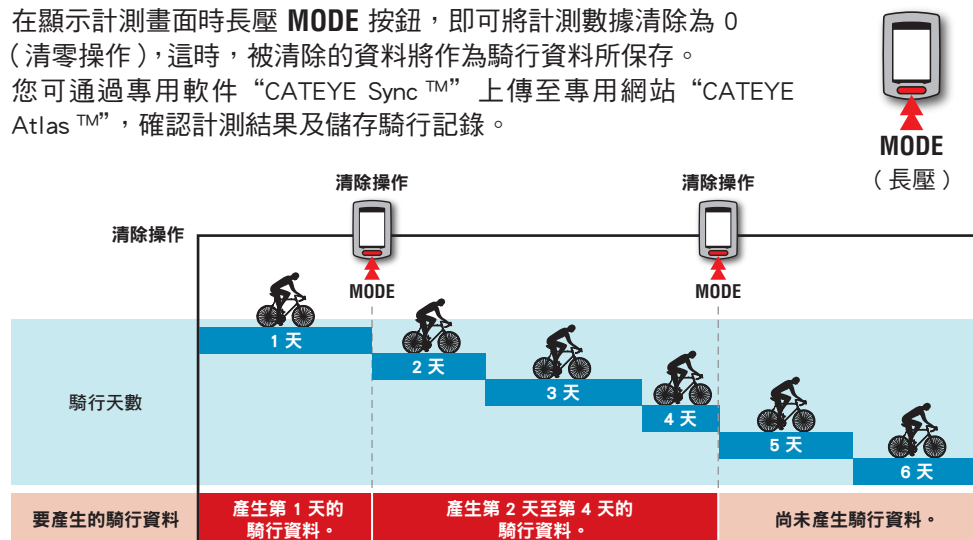 在顯示計測畫面時長壓 MODE 按鈕，即可將計測數據清除為 0
（清零操作），這時，被清除的資料將作為騎行資料所保存。
您可通過專用軟件“CATEYE Sync ™”上傳至專用網站“CATEYE
Atlas ™”，確認計測結果及儲存騎行記錄。
MODE
（長壓）
清除操作
清除操作
清除操作
MODE
MODE
騎行天數
1 天
2 天
3 天
4 天
5 天
6 天
要產生的騎行資料
產生第 1 天的
騎行資料。
產生第 2 天至第 4 天的
騎行資料。
尚未產生騎行資料。